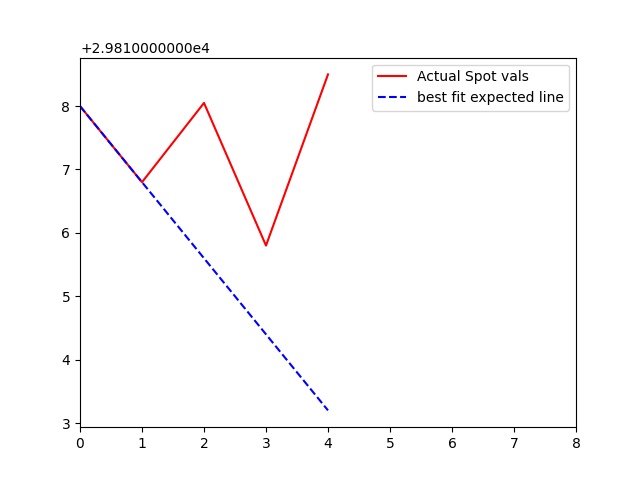 +2.9810000000e4
Actual Spot vals
best fit expected line
8
7
6
5
4
3
0 1 2 3 4 5 6 7 8